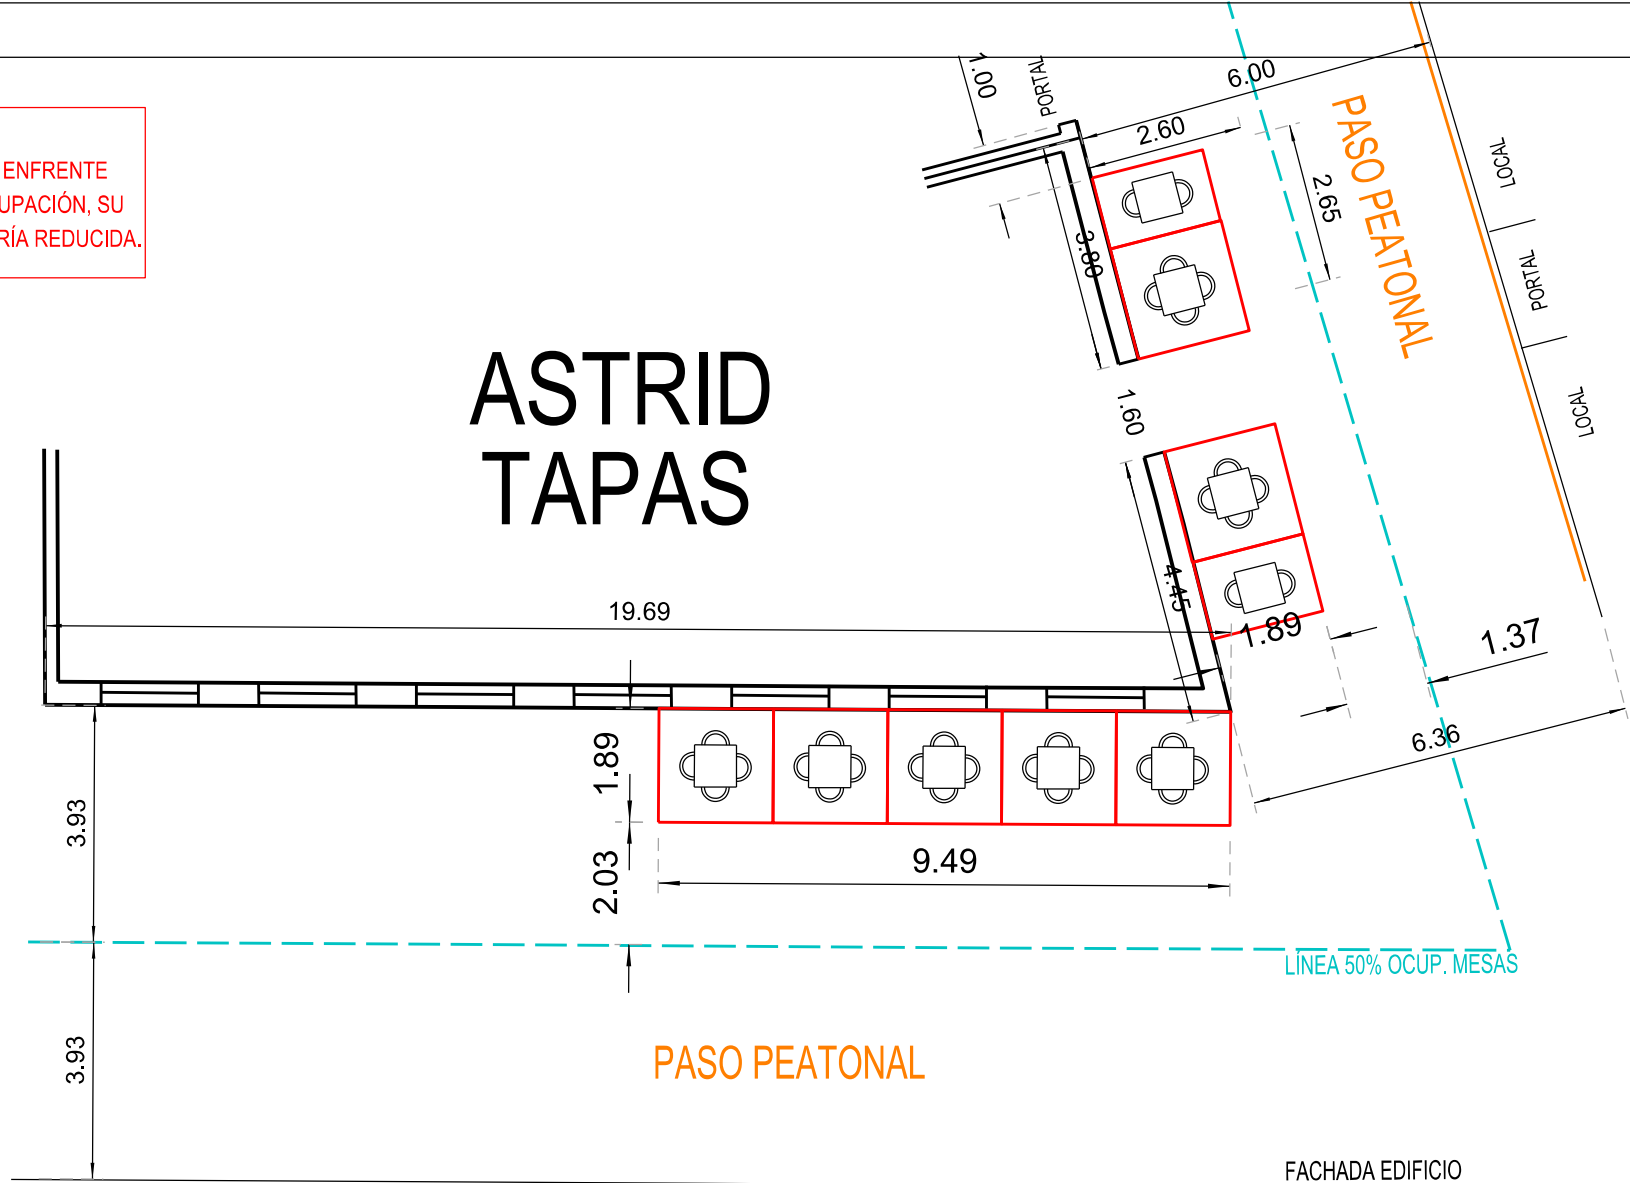 ENFRENTE
UPACIÓN, SU
RÍA REDUCIDA.
1.00
PORTAL
6.00
2.60
PASO PEATONAL
2.65
LOCAL
PORTAL
LOCAL
3.80
1.60
ASTRID
TAPAS
4.45
19.69
1.89
1.37
6.36
1.89
3.93
2.03
9.49
LÍNEA 50% OCUP. MESAS
3.93
PASO PEATONAL
FACHADA EDIFICIO